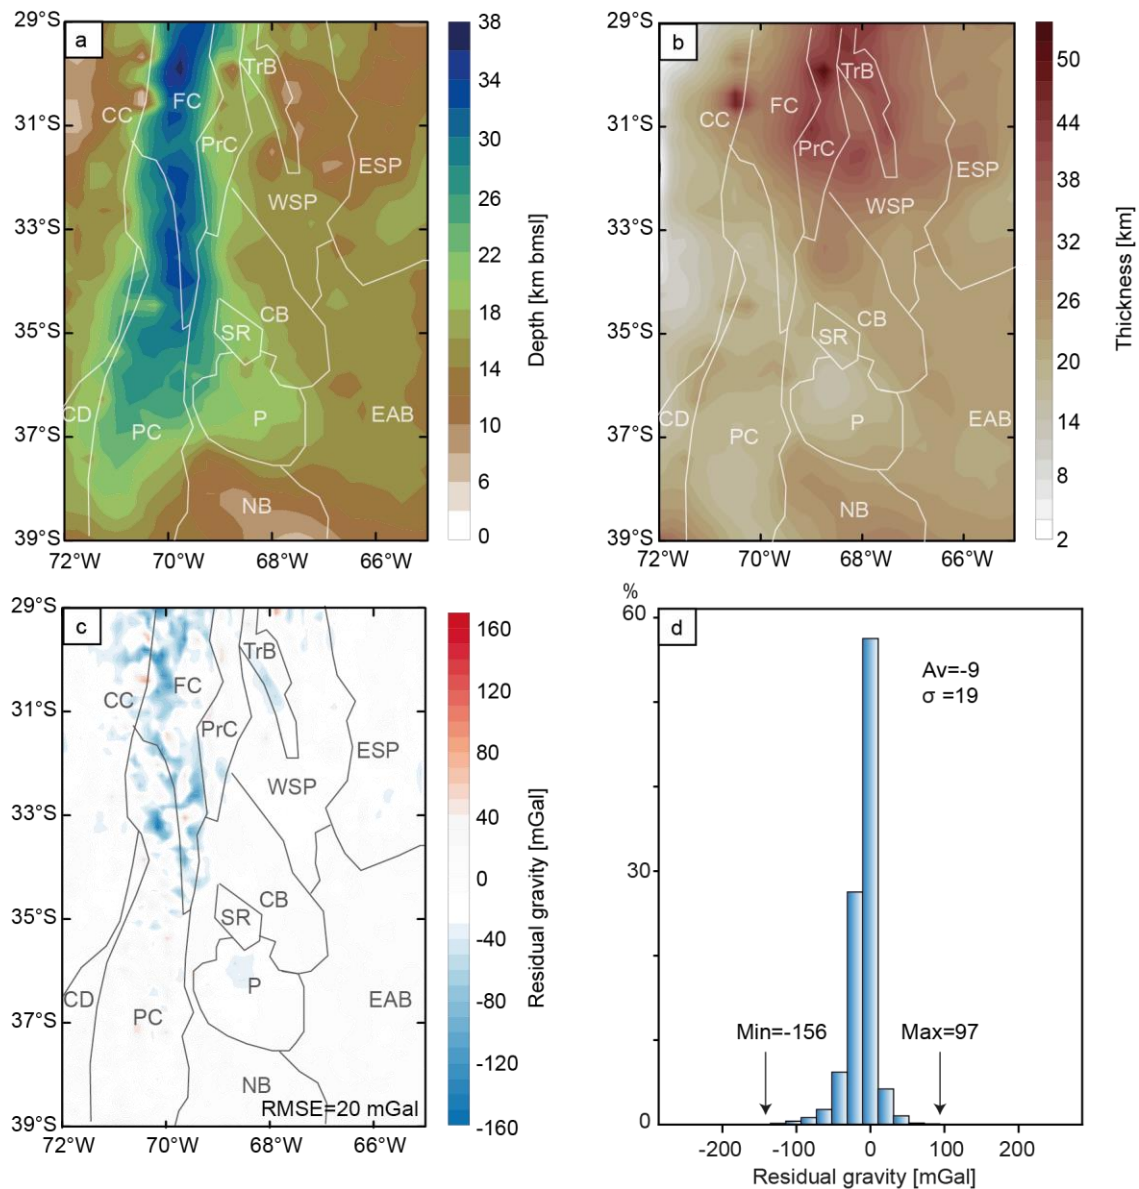 a
29°S
31°S
33°S
35°S
37°S
39°S
72°W
70°W
68°W
66°W
TrB
FC
CC
PrC
ESP
WSP
CB
SR
CD
PC
P
EAB
NB
38
34
30
26
22
18
14
10
6
0
Depth [km bmsl]
b
29°S
31°S
33°S
35°S
37°S
39°S
72°W
70°W
68°W
66°W
TrB
FC
CC
PrC
ESP
WSP
CB
SR
CD
PC
P
EAB
NB
50
44
38
32
26
20
14
8
2
Thickness [km]
c
29°S
31°S
33°S
35°S
37°S
39°S
72°W
70°W
68°W
66°W
TrB
FC
CC
PrC
ESP
WSP
CB
SR
CD
PC
P
EAB
NB
RMSE=20 mGal
160
120
80
40
0
-40
-80
-120
-160
Residual gravity [mGal]
%
60
30
0
d
Av=-9
σ =19
Min=-156
Max=97
-200
-100
0
100
200
Residual gravity [mGal]